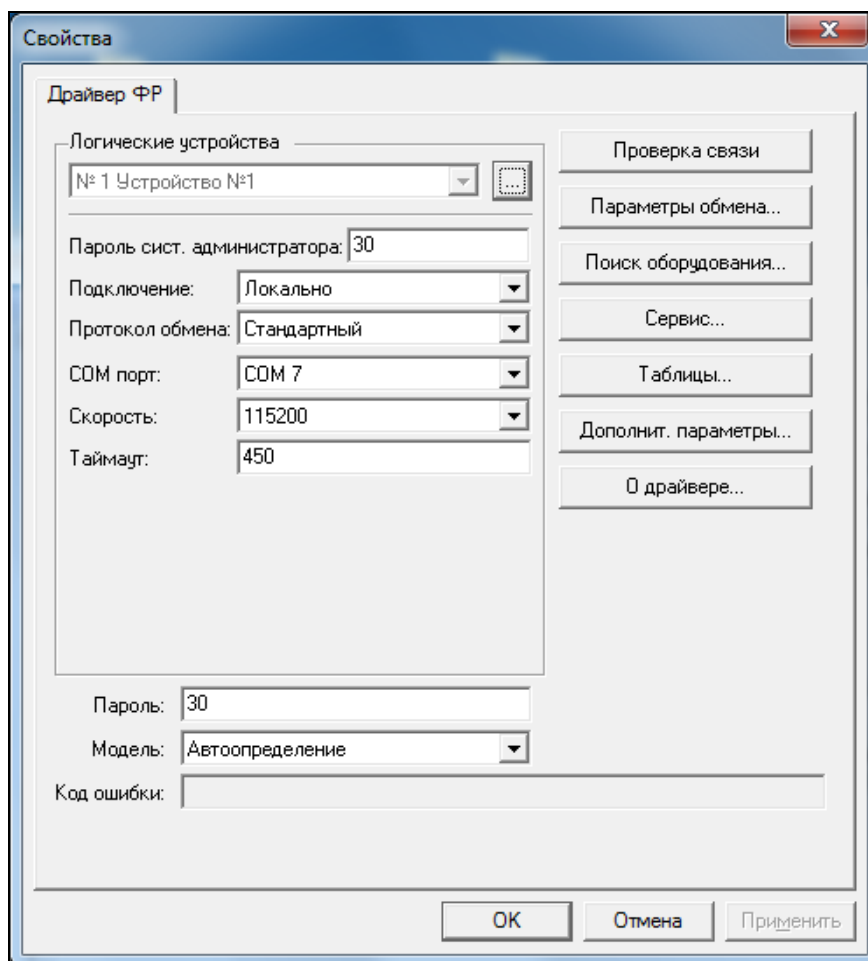 Свойства
Драйвер ФР
Логические устройства
№ 1 Устройство №1
...
Пароль сист. администратора: 30
Подключение: Локально
Протокол обмена: Стандартный
COM порт: COM 7
Скорость: 115200
Таймаут: 450
Проверка связи
Параметры обмена...
Поиск оборудования...
Сервис...
Таблицы...
Дополнит. параметры...
О драйвере...
Пароль: 30
Модель: Автоопределение
Код ошибки:
OK Отмена Применить